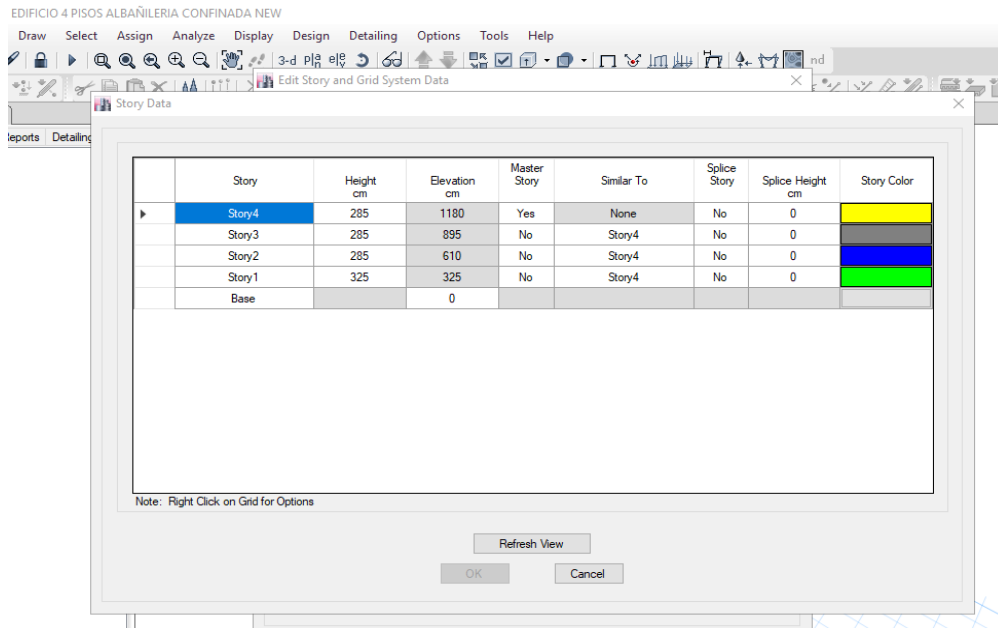 EDIFICIO 4 PISOS ALBAÑILERIA CONFINADA NEW
Draw Select Assign Analyze Display Design Detailing Options Tools Help
3-d
nd
Edit Story and Grid System Data
Story Data
Reports Detailing
Story Height cm Elevation cm Master Story Similar To Splice Story Splice Height cm Story Color
Story4 285 1180 Yes None No 0
Story3 285 895 No Story4 No 0
Story2 285 610 No Story4 No 0
Story1 325 325 No Story4 No 0
Base 0
Note: Right Click on Grid for Options
Refresh View
OK Cancel